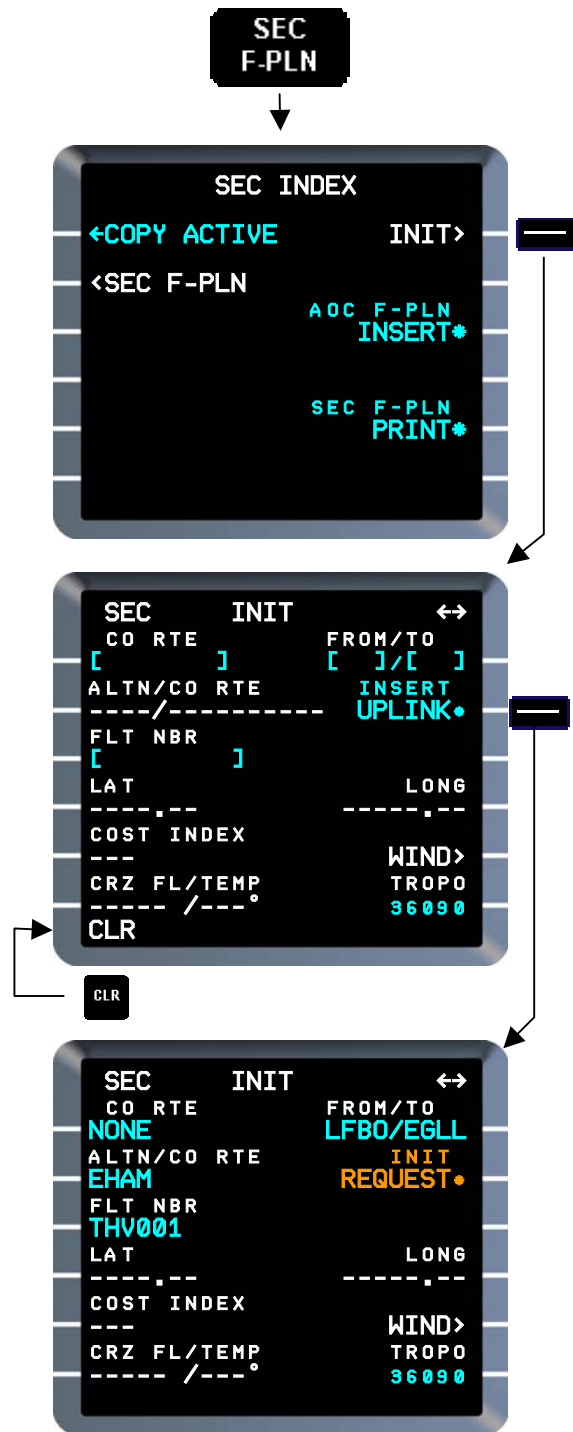 SEC
F-PLN
SEC INDEX
←COPY ACTIVE INIT>
<SEC F-PLN
AOC F-PLN
INSERT*
SEC F-PLN
PRINT*
SEC INIT ←→
CO RTE FROM/TO
[ ] [ ]/[ ]
ALTN/CO RTE INSERT
----/---------- UPLINK*
FLT NBR
[ ]
LAT LONG
----.-- -----.--
COST INDEX
--- WIND>
CRZ FL/TEMP TROPO
----- /---° 36090
CLR
CLR
SEC INIT ←→
CO RTE FROM/TO
NONE LFBO/EGLL
ALTN/CO RTE INIT
EHAM REQUEST*
FLT NBR
THV001
LAT LONG
----.-- -----.--
COST INDEX
--- WIND>
CRZ FL/TEMP TROPO
----- /---° 36090